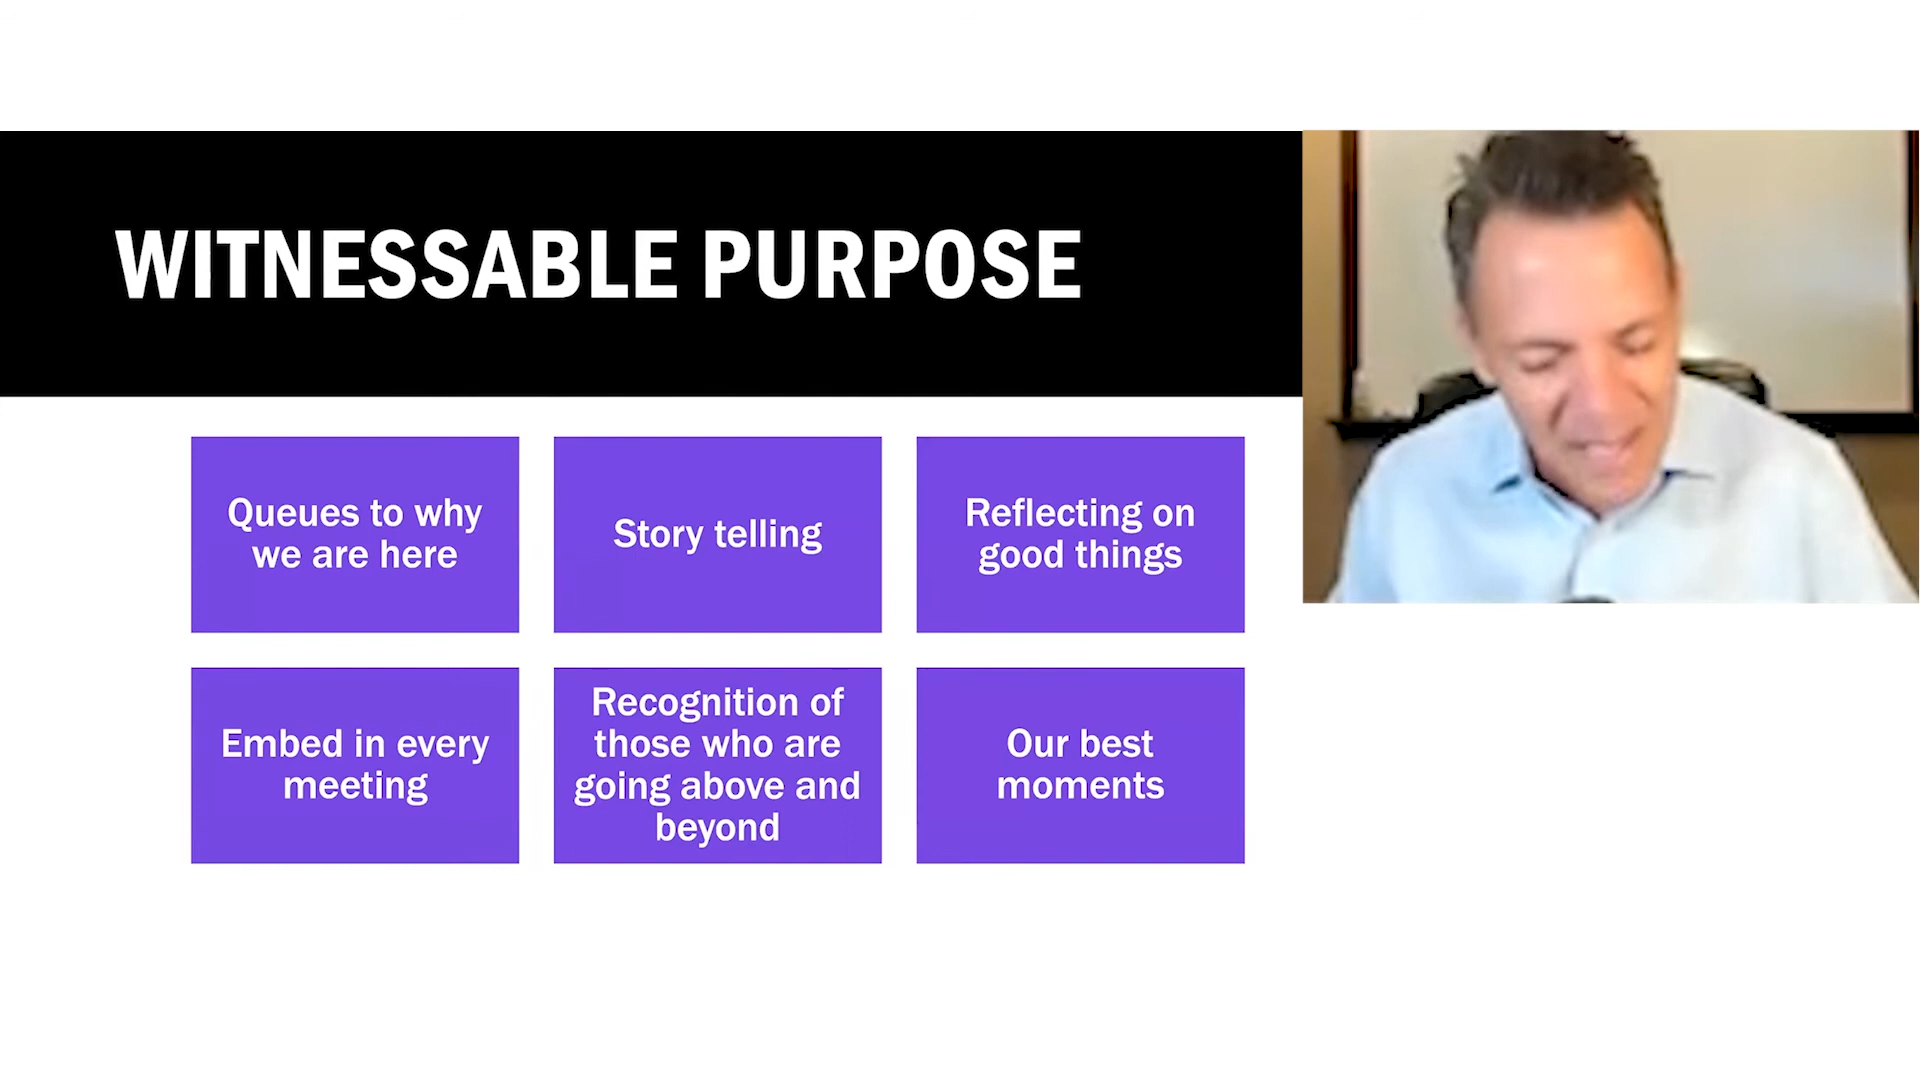 WITNESSABLE PURPOSE
Queues to why
we are here
Story telling
Reflecting on
good things
Embed in every
meeting
Recognition of
those who are
going above and
beyond
Our best
moments